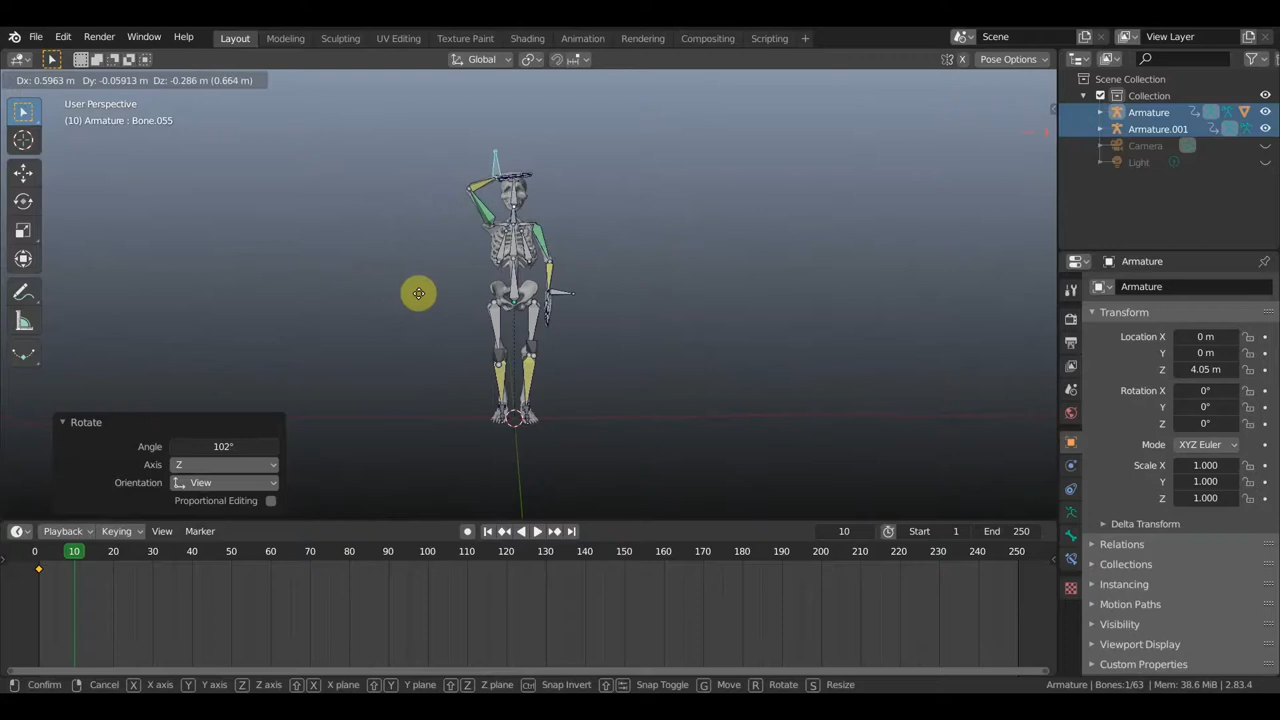 File Edit Render Window Help Layout Modeling Sculpting UV Editing Texture Paint Shading Animation Rendering Compositing Scripting + Scene View Layer
Global X Pose Options
Dx: 0.5963 m Dy: -0.05913 m Dz: -0.286 m (0.664 m)
User Perspective
(10) Armature : Bone.055
Scene Collection
Collection
Armature
Armature.001
Camera
Light
Armature
Armature
Transform
Location X 0 m
Y 0 m
Z 4.05 m
Rotation X 0°
Y 0°
Z 0°
Mode XYZ Euler
Scale X 1.000
Y 1.000
Z 1.000
Delta Transform
Relations
Collections
Instancing
Motion Paths
Visibility
Viewport Display
Custom Properties
Rotate
Angle 102°
Axis Z
Orientation View
Proportional Editing
Playback Keying View Marker 10 Start 1 End 250
0 10 20 30 40 50 60 70 80 90 100 110 120 130 140 150 160 170 180 190 200 210 220 230 240 250
Confirm Cancel X X axis Y Y axis Z Z axis X X plane Y Y plane Z Z plane Ctrl Snap Invert Snap Toggle G Move R Rotate S Resize Armature | Bones:1/63 | Mem: 38.6 MiB | 2.83.4